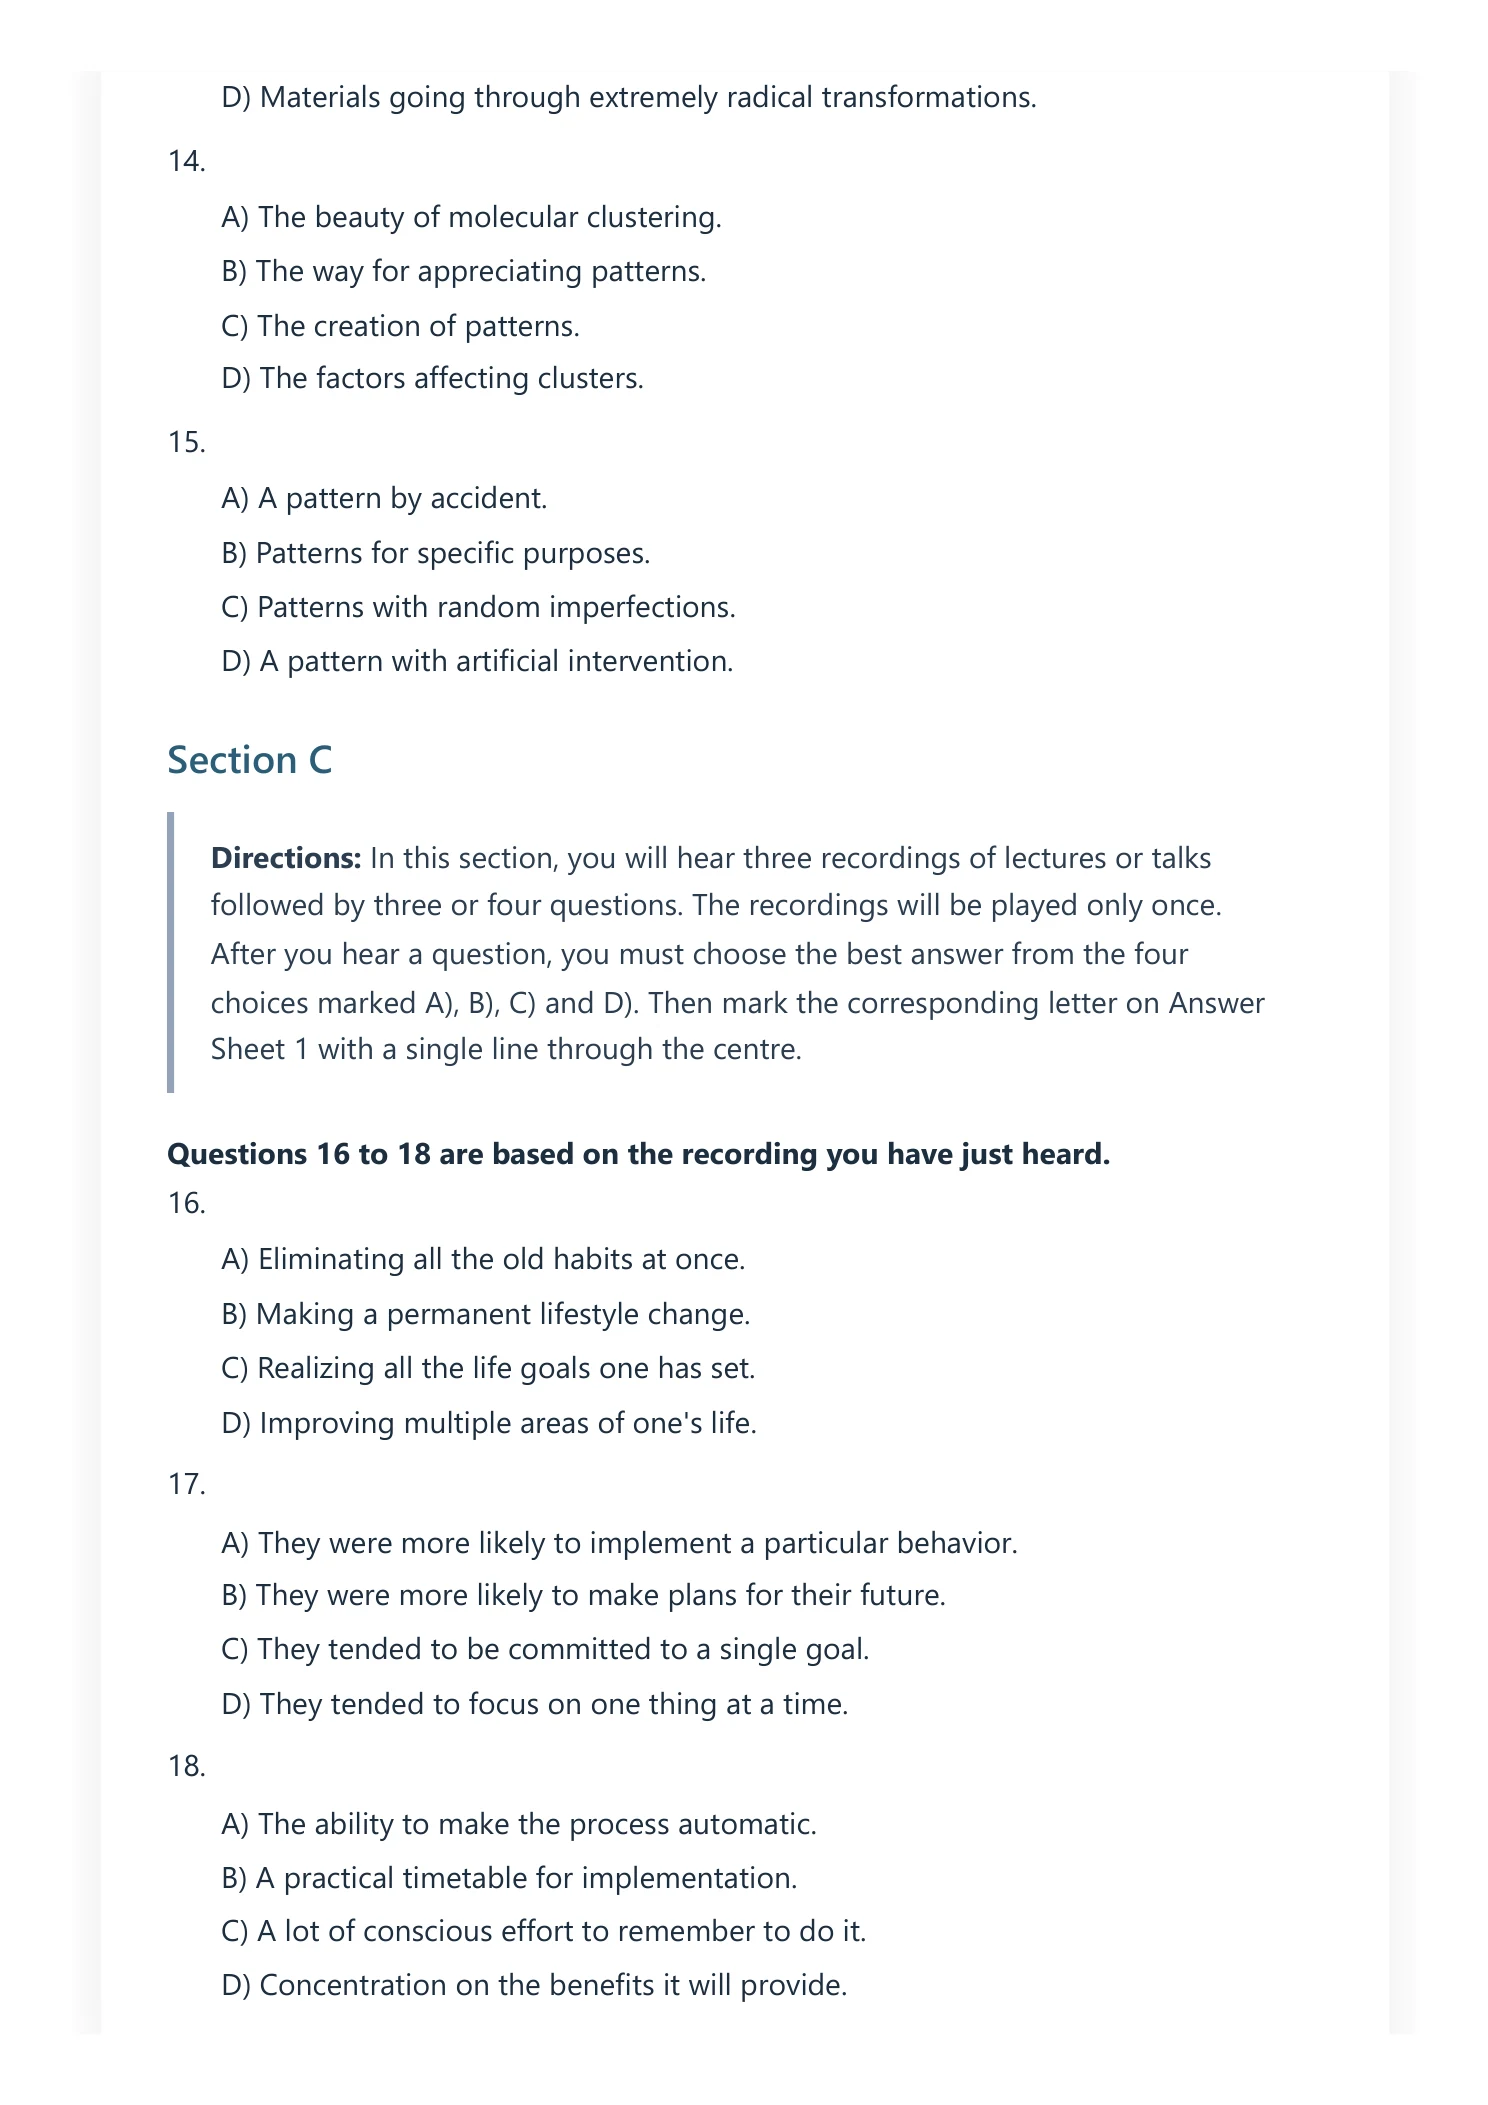 D) Materials going through extremely radical transformations.
14.
A) The beauty of molecular clustering.
B) The way for appreciating patterns.
C) The creation of patterns.
D) The factors affecting clusters.
15.
A) A pattern by accident.
B) Patterns for specific purposes.
C) Patterns with random imperfections.
D) A pattern with artificial intervention.
Section C
Directions: In this section, you will hear three recordings of lectures or talks
followed by three or four questions. The recordings will be played only once.
After you hear a question, you must choose the best answer from the four
choices marked A), B), C) and D). Then mark the corresponding letter on Answer
Sheet 1 with a single line through the centre.
Questions 16 to 18 are based on the recording you have just heard.
16.
A) Eliminating all the old habits at once.
B) Making a permanent lifestyle change.
C) Realizing all the life goals one has set.
D) Improving multiple areas of one's life.
17.
A) They were more likely to implement a particular behavior.
B) They were more likely to make plans for their future.
C) They tended to be committed to a single goal.
D) They tended to focus on one thing at a time.
18.
A) The ability to make the process automatic.
B) A practical timetable for implementation.
C) A lot of conscious effort to remember to do it.
D) Concentration on the benefits it will provide.